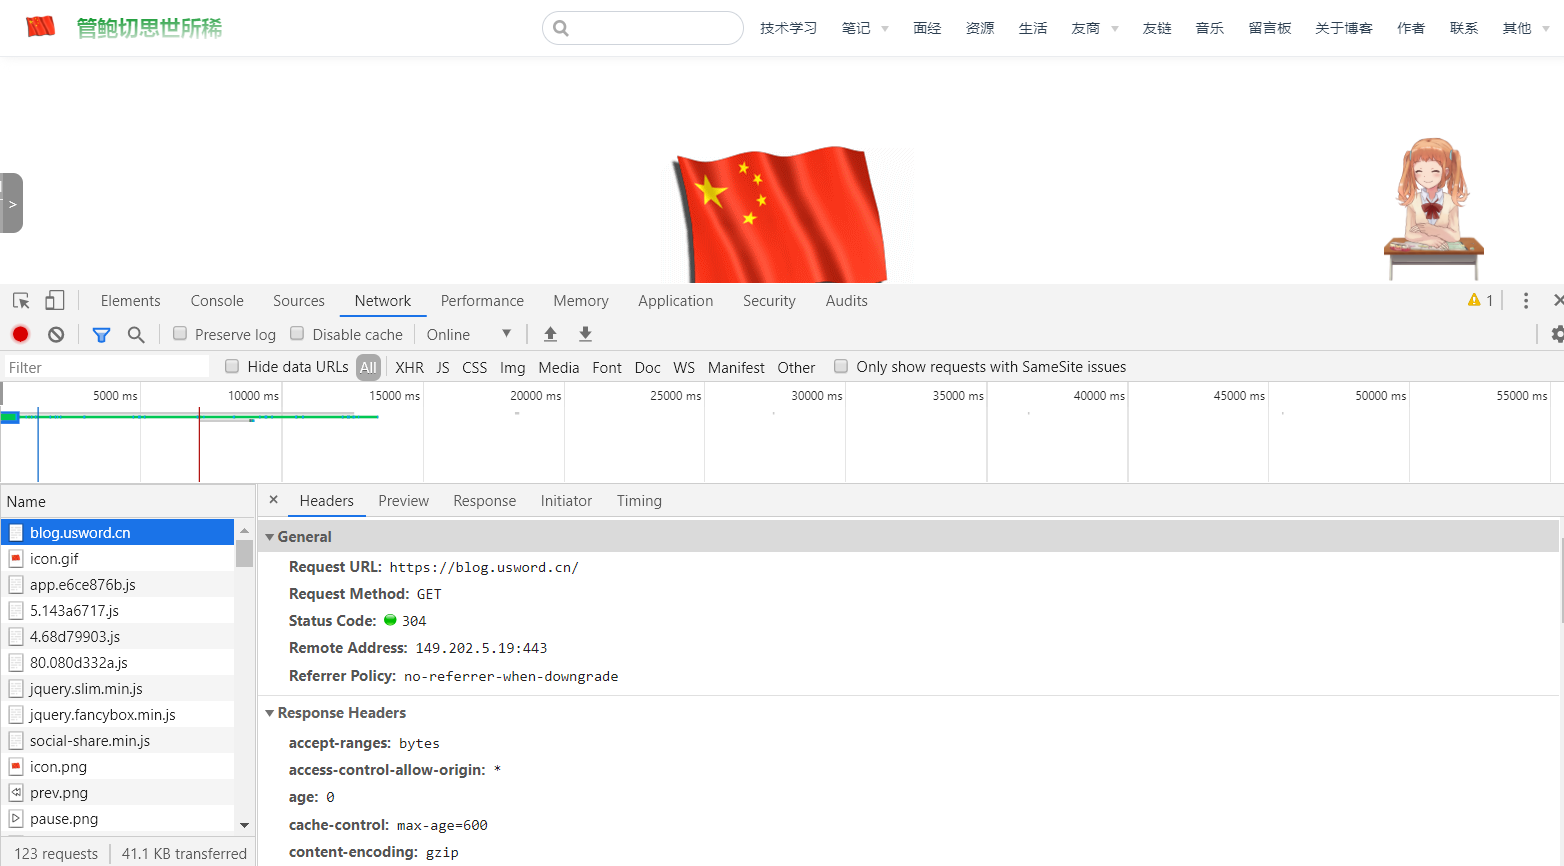 管鲍切思世所稀
技术学习 笔记 面经 资源 生活 友商 友链 音乐 留言板 关于博客 作者 联系 其他
>
Elements Console Sources Network Performance Memory Application Security Audits 1
Preserve log Disable cache Online
Filter Hide data URLs All XHR JS CSS Img Media Font Doc WS Manifest Other Only show requests with SameSite issues
5000 ms 10000 ms 15000 ms 20000 ms 25000 ms 30000 ms 35000 ms 40000 ms 45000 ms 50000 ms 55000 ms
Name
blog.usword.cn
icon.gif
app.e6ce876b.js
5.143a6717.js
4.68d79903.js
80.080d332a.js
jquery.slim.min.js
jquery.fancybox.min.js
social-share.min.js
icon.png
prev.png
pause.png
123 requests 41.1 KB transferred
× Headers Preview Response Initiator Timing
General
Request URL: https://blog.usword.cn/
Request Method: GET
Status Code: 304
Remote Address: 149.202.5.19:443
Referrer Policy: no-referrer-when-downgrade
Response Headers
accept-ranges: bytes
access-control-allow-origin: *
age: 0
cache-control: max-age=600
content-encoding: gzip